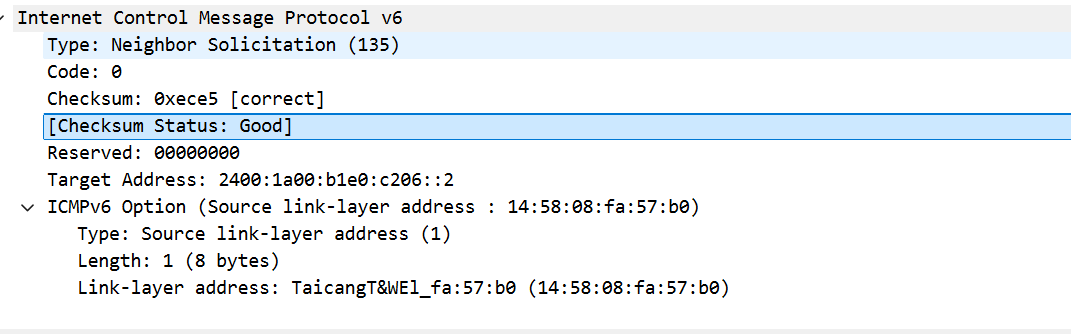 Internet Control Message Protocol v6
Type: Neighbor Solicitation (135)
Code: 0
Checksum: 0xece5 [correct]
[Checksum Status: Good]
Reserved: 00000000
Target Address: 2400:1a00:b1e0:c206::2
ICMPv6 Option (Source link-layer address : 14:58:08:fa:57:b0)
Type: Source link-layer address (1)
Length: 1 (8 bytes)
Link-layer address: TaicangT&WEl_fa:57:b0 (14:58:08:fa:57:b0)